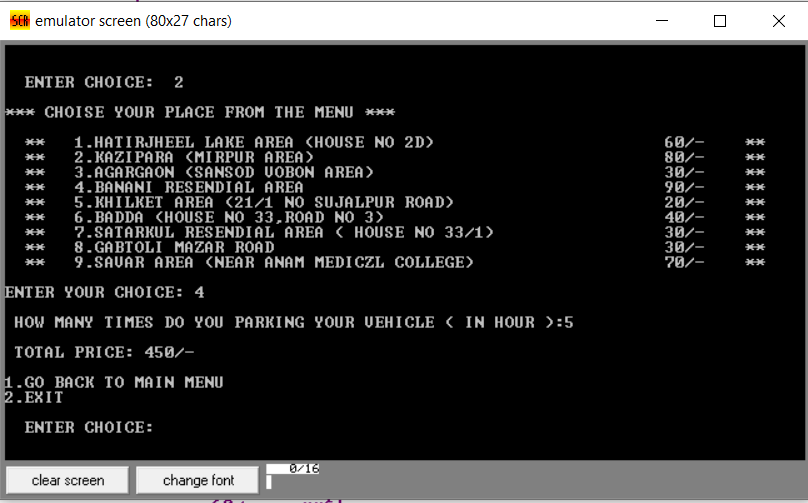 emulator screen (80x27 chars)
ENTER CHOICE: 2
*** CHOISE YOUR PLACE FROM THE MENU ***
** 1.HATIRJHEEL LAKE AREA (HOUSE NO 2D) 60/- **
** 2.KAZIPARA (MIRPUR AREA) 80/- **
** 3.AGARGAON (SANSOD VOBON AREA) 30/- **
** 4.BANANI RESENDIAL AREA 90/- **
** 5.KHILKET AREA (21/1 NO SUJALPUR ROAD) 20/- **
** 6.BADDA (HOUSE NO 33,ROAD NO 3) 40/- **
** 7.SATARKUL RESENDIAL AREA ( HOUSE NO 33/1) 30/- **
** 8.GABTOLI MAZAR ROAD 30/- **
** 9.SAVAR AREA (NEAR ANAM MEDICZL COLLEGE) 70/- **
ENTER YOUR CHOICE: 4
HOW MANY TIMES DO YOU PARKING YOUR VEHICLE ( IN HOUR ):5
TOTAL PRICE: 450/-
1.GO BACK TO MAIN MENU
2.EXIT
ENTER CHOICE:
clear screen change font 0/16